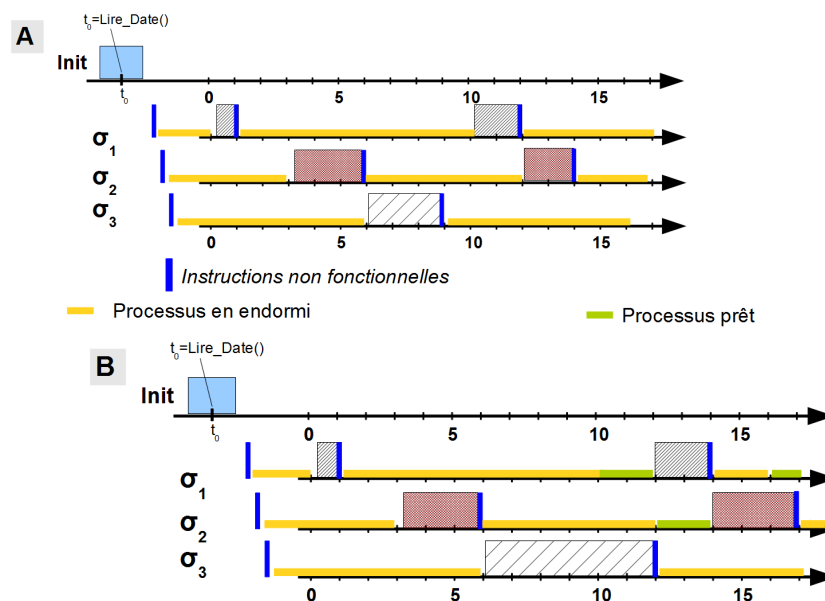 t0=Lire_Date()
A
Init
t0
0 5 10 15
σ1
σ2
σ3
0 5 10 15
Instructions non fonctionnelles
Processus en endormi
Processus prêt
t0=Lire_Date()
B
Init
t0
0 5 10 15
σ1
σ2
σ3
0 5 10 15